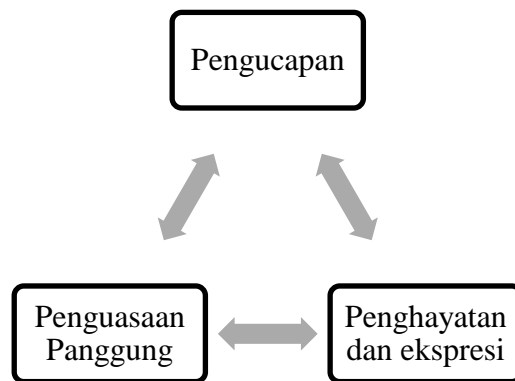 Pengucapan
Penguasaan
Panggung
Penghayatan
dan ekspresi